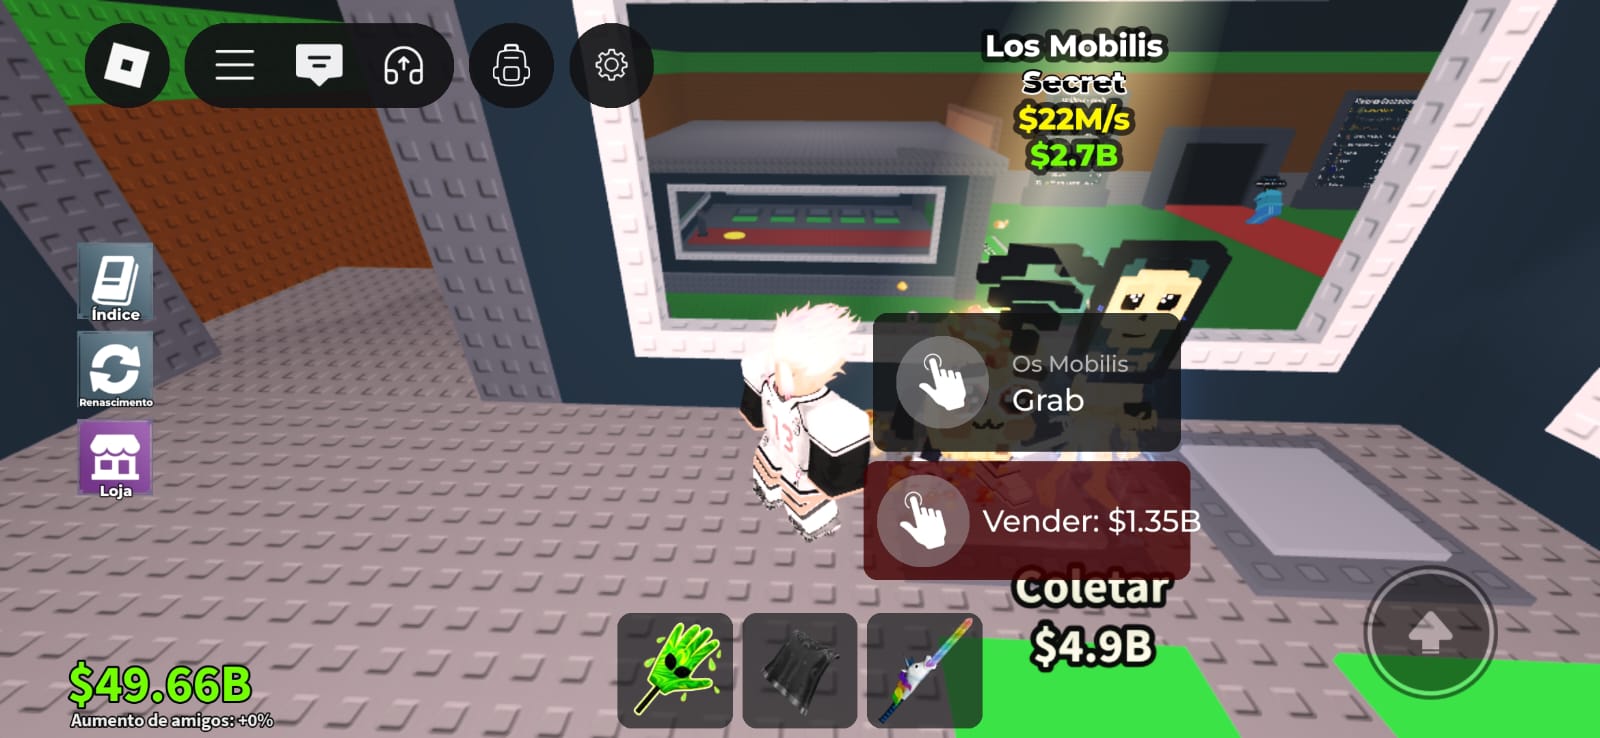 Los Mobilis
Secret
$22M/s
$2.7B
Índice
Renascimento
Loja
Os Mobilis
Grab
Vender: $1.35B
Coletar
$4.9B
$49.66B
Aumento de amigos: +0%
13